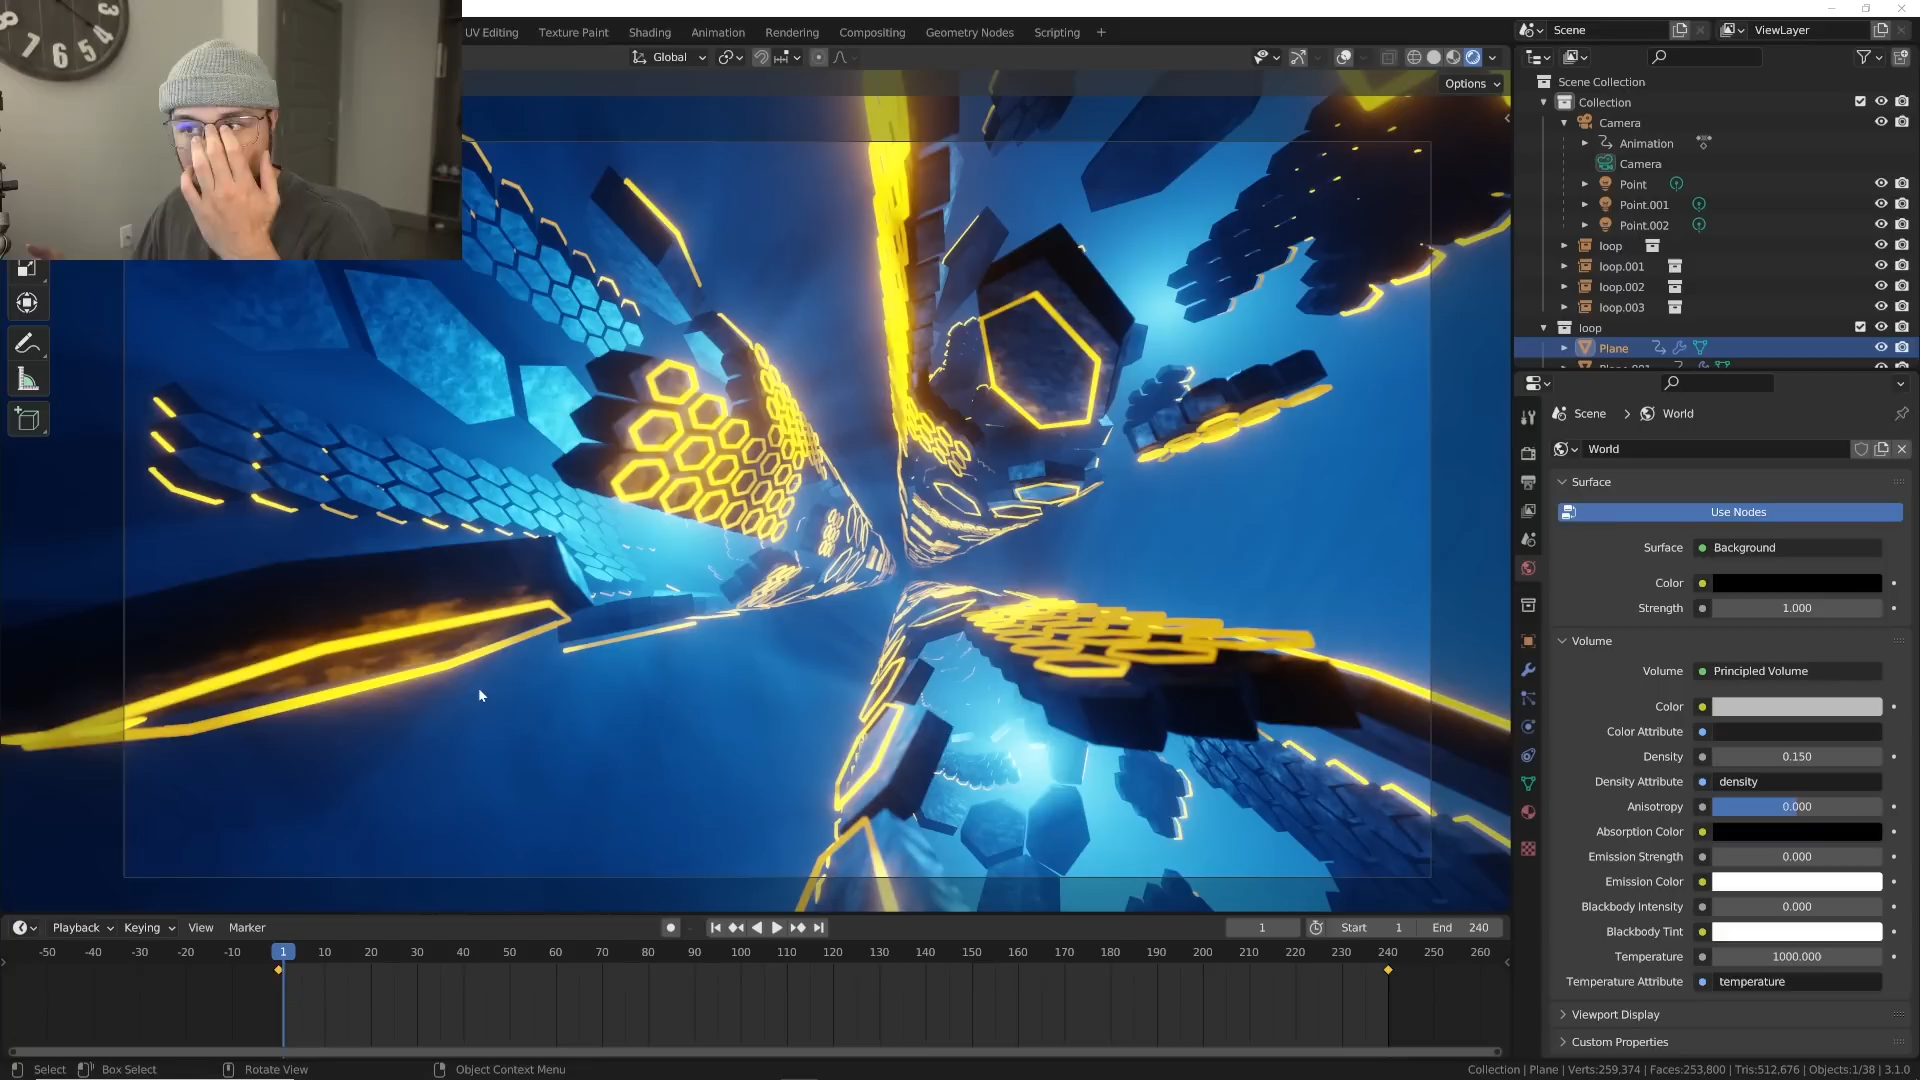 UV Editing Texture Paint Shading Animation Rendering Compositing Geometry Nodes Scripting +
Scene
ViewLayer
Global
Options
Scene Collection
Collection
Camera
Animation
Camera
Point
Point.001
Point.002
loop
loop.001
loop.002
loop.003
loop
Plane
Scene > World
World
Surface
Use Nodes
Surface Background
Color
Strength 1.000
Volume
Volume Principled Volume
Color
Color Attribute
Density 0.150
Density Attribute density
Anisotropy 0.000
Absorption Color
Emission Strength 0.000
Emission Color
Blackbody Intensity 0.000
Blackbody Tint
Temperature 1000.000
Temperature Attribute temperature
Viewport Display
Custom Properties
Playback Keying View Marker
1 Start 1 End 240
-50 -40 -30 -20 -10 1 10 20 30 40 50 60 70 80 90 100 110 120 130 140 150 160 170 180 190 200 210 220 230 240 250 260
Select Box Select Rotate View Object Context Menu
Collection | Plane | Verts:259,374 | Faces:253,800 | Tris:512,676 | Objects:1/38 | 3.1.0